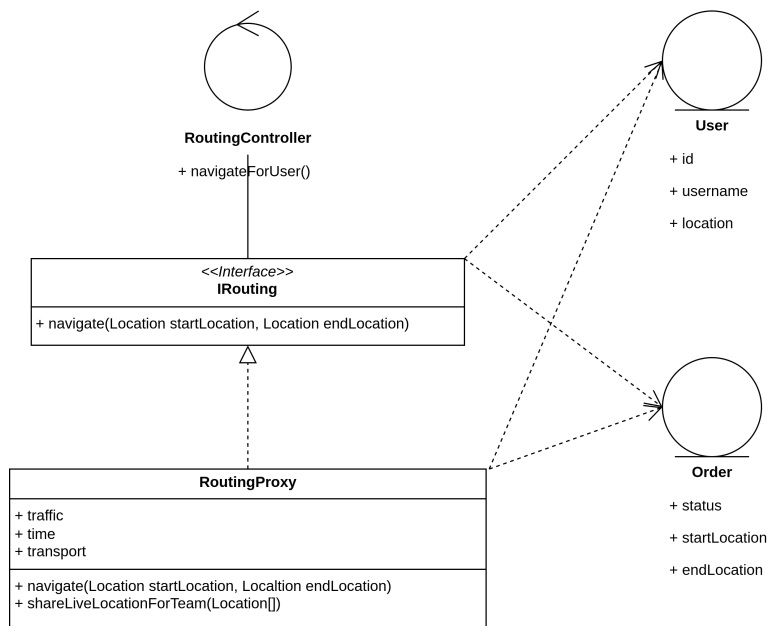 RoutingController
+ navigateForUser()
<<Interface>>
IRouting
+ navigate(Location startLocation, Location endLocation)
RoutingProxy
+ traffic
+ time
+ transport
+ navigate(Location startLocation, Localtion endLocation)
+ shareLiveLocationForTeam(Location[])
User
+ id
+ username
+ location
Order
+ status
+ startLocation
+ endLocation